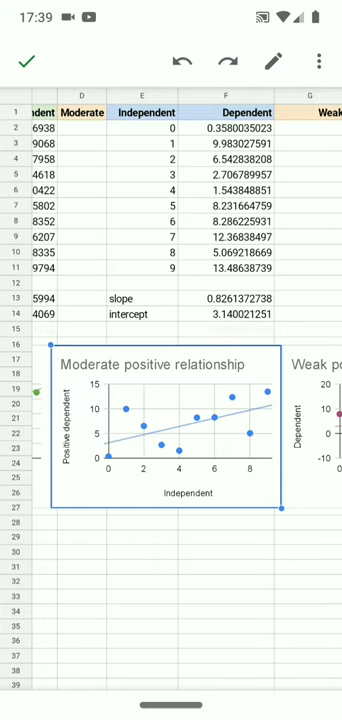 17:39
D E F G
1 ndent Moderate Independent Dependent Weak
2 6938 0 0.3580035023
3 9068 1 9.983027591
4 7958 2 6.542838208
5 4618 3 2.706789957
6 0422 4 1.543848851
7 5802 5 8.231664759
8 8352 6 8.286225931
9 6207 7 12.36838497
10 8335 8 5.069218669
11 9794 9 13.48638739
12
13 5994 slope 0.8261372738
14 4069 intercept 3.140021251
15
16
17 Moderate positive relationship Weak po
18
19
20
21
22
23
24
25
26
27
28
29
30
31
32
33
34
35
36
37
38
39
Positive dependent
15
10
5
0
0 2 4 6 8
Independent
Dependent
20
10
0
-10
0